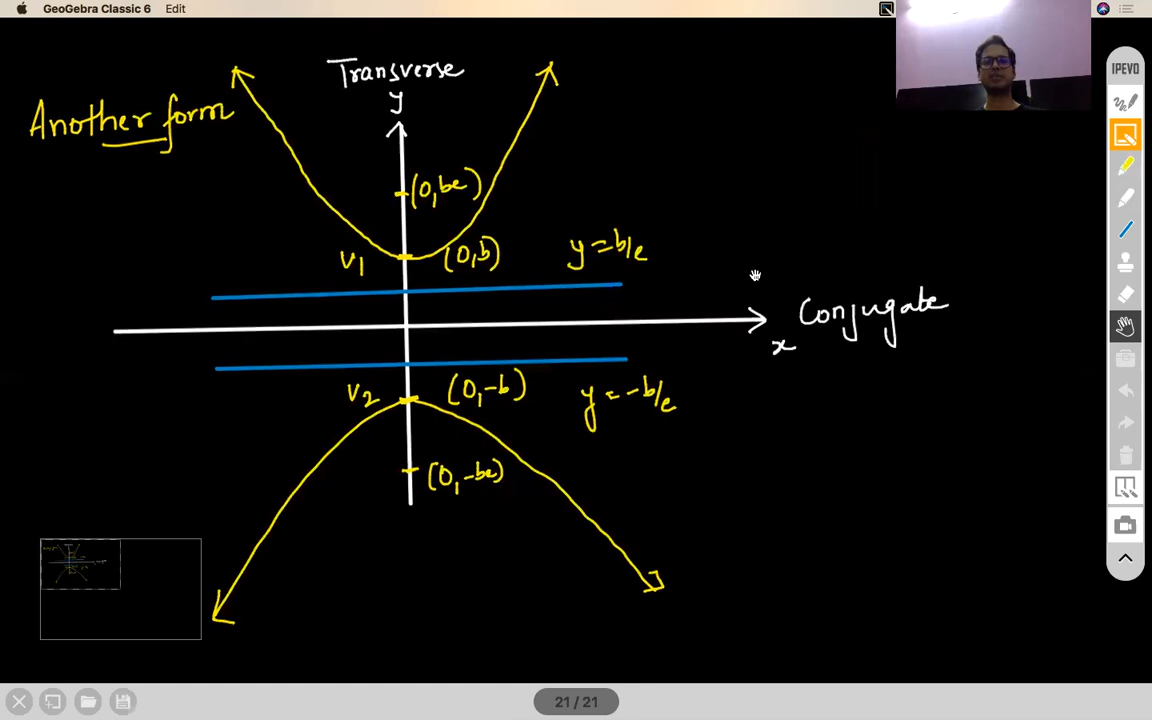 GeoGebra Classic 6 Edit
IPEVO
Transverse
y
Another form
(0, be)
V1
(0, b)
y = b/e
Conjugate
x
V2
(0, -b)
y = -b/e
(0, -be)
21 / 21